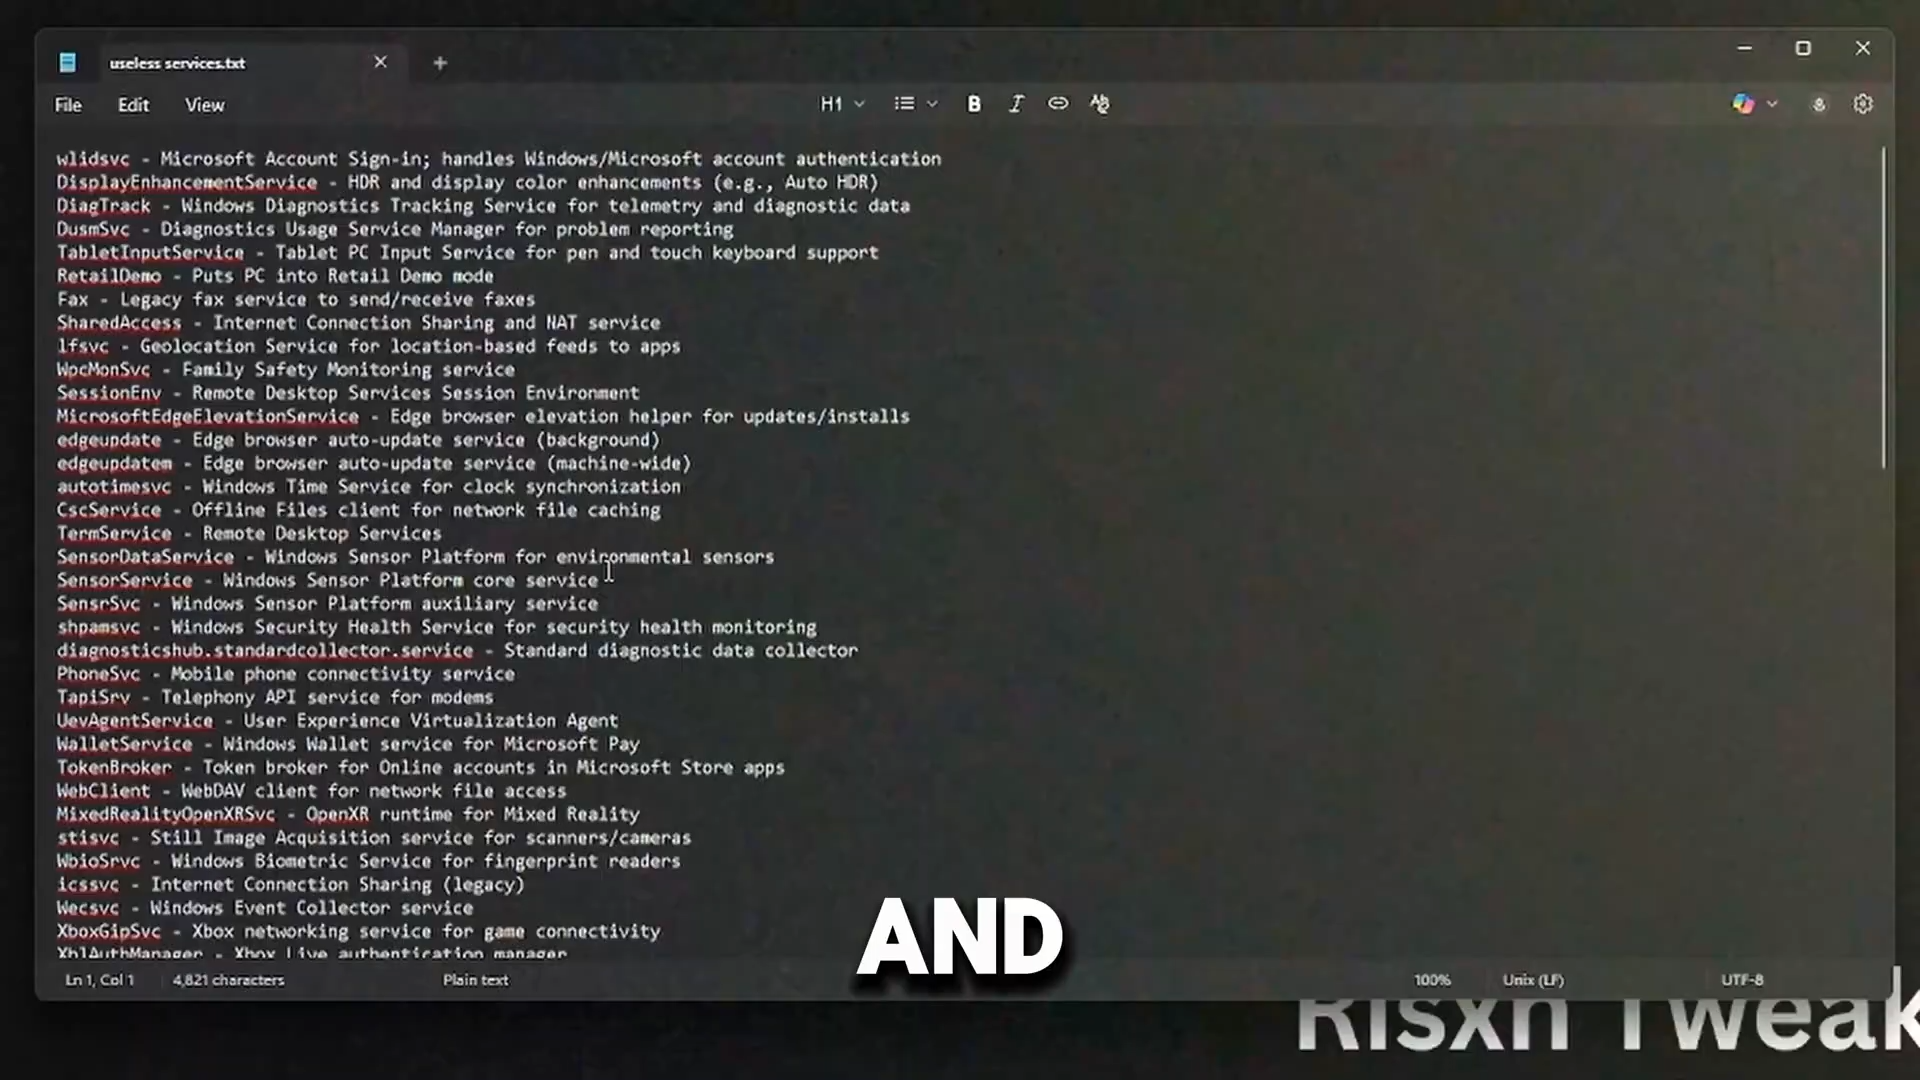 useless services.txt
File Edit View H1
wlidsvc - Microsoft Account Sign-in; handles Windows/Microsoft account authentication
DisplayEnhancementService - HDR and display color enhancements (e.g., Auto HDR)
DiagTrack - Windows Diagnostics Tracking Service for telemetry and diagnostic data
DusmSvc - Diagnostics Usage Service Manager for problem reporting
TabletInputService - Tablet PC Input Service for pen and touch keyboard support
RetailDemo - Puts PC into Retail Demo mode
Fax - Legacy fax service to send/receive faxes
SharedAccess - Internet Connection Sharing and NAT service
lfsvc - Geolocation Service for location-based feeds to apps
WpcMonSvc - Family Safety Monitoring service
SessionEnv - Remote Desktop Services Session Environment
MicrosoftEdgeElevationService - Edge browser elevation helper for updates/installs
edgeupdate - Edge browser auto-update service (background)
edgeupdatem - Edge browser auto-update service (machine-wide)
autotimesvc - Windows Time Service for clock synchronization
CscService - Offline Files client for network file caching
TermService - Remote Desktop Services
SensorDataService - Windows Sensor Platform for environmental sensors
SensorService - Windows Sensor Platform core service
SensrSvc - Windows Sensor Platform auxiliary service
shpamsvc - Windows Security Health Service for security health monitoring
diagnosticshub.standardcollector.service - Standard diagnostic data collector
PhoneSvc - Mobile phone connectivity service
TapiSrv - Telephony API service for modems
UevAgentService - User Experience Virtualization Agent
WalletService - Windows Wallet service for Microsoft Pay
TokenBroker - Token broker for Online accounts in Microsoft Store apps
WebClient - WebDAV client for network file access
MixedRealityOpenXRSvc - OpenXR runtime for Mixed Reality
stisvc - Still Image Acquisition service for scanners/cameras
WbioSrvc - Windows Biometric Service for fingerprint readers
icssvc - Internet Connection Sharing (legacy)
Wecsvc - Windows Event Collector service
XboxGipSvc - Xbox networking service for game connectivity
XblAuthManager - Xbox Live authentication manager
AND
Ln 1, Col 1 4,821 characters Plain text 100% Unix (LF) UTF-8
Risxn Tweak